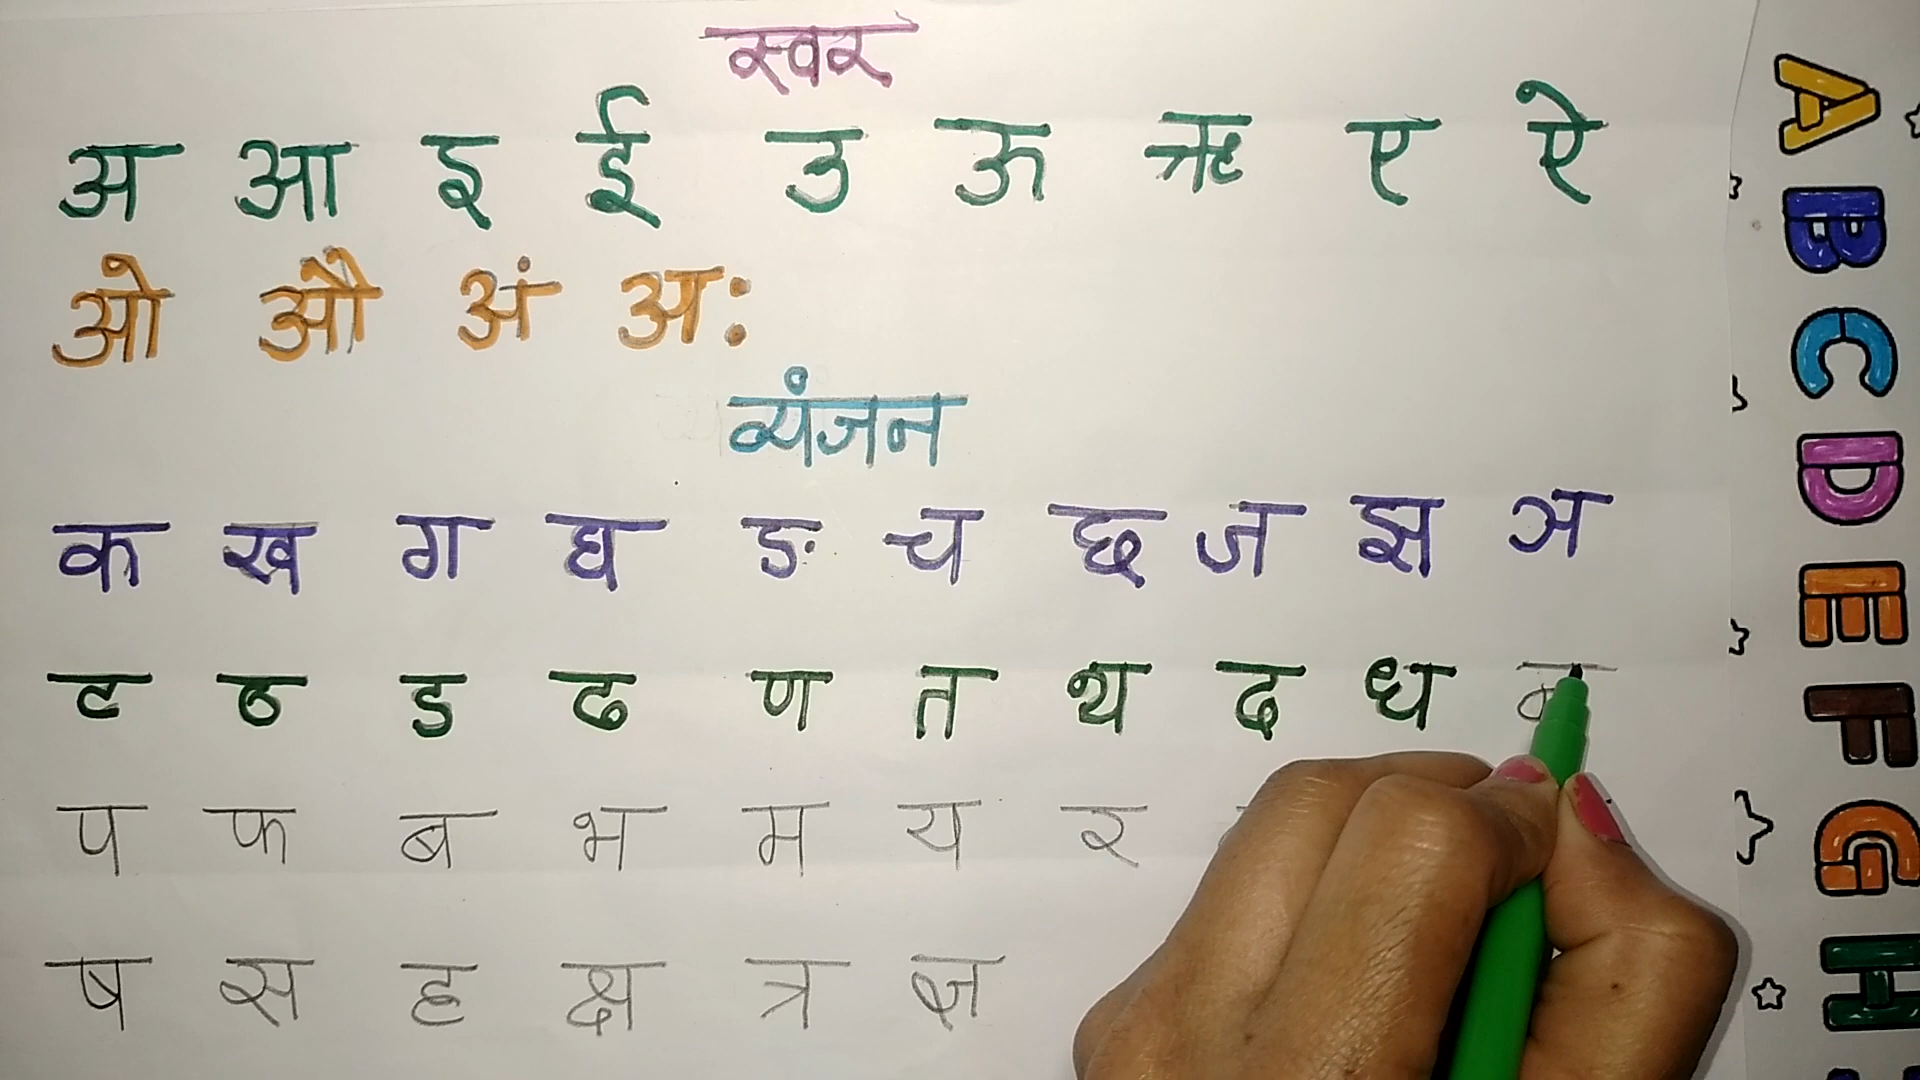 स्वर
अ आ इ ई उ ऊ ऋ ए ऐ
ओ औ अं अः
व्यंजन
क ख ग घ ङ च छ ज झ ञ
ट ठ ड ढ ण त थ द ध
प फ ब भ म य र
ष स ह क्ष त्र ज्ञ
A
B
C
D
E
F
G
H